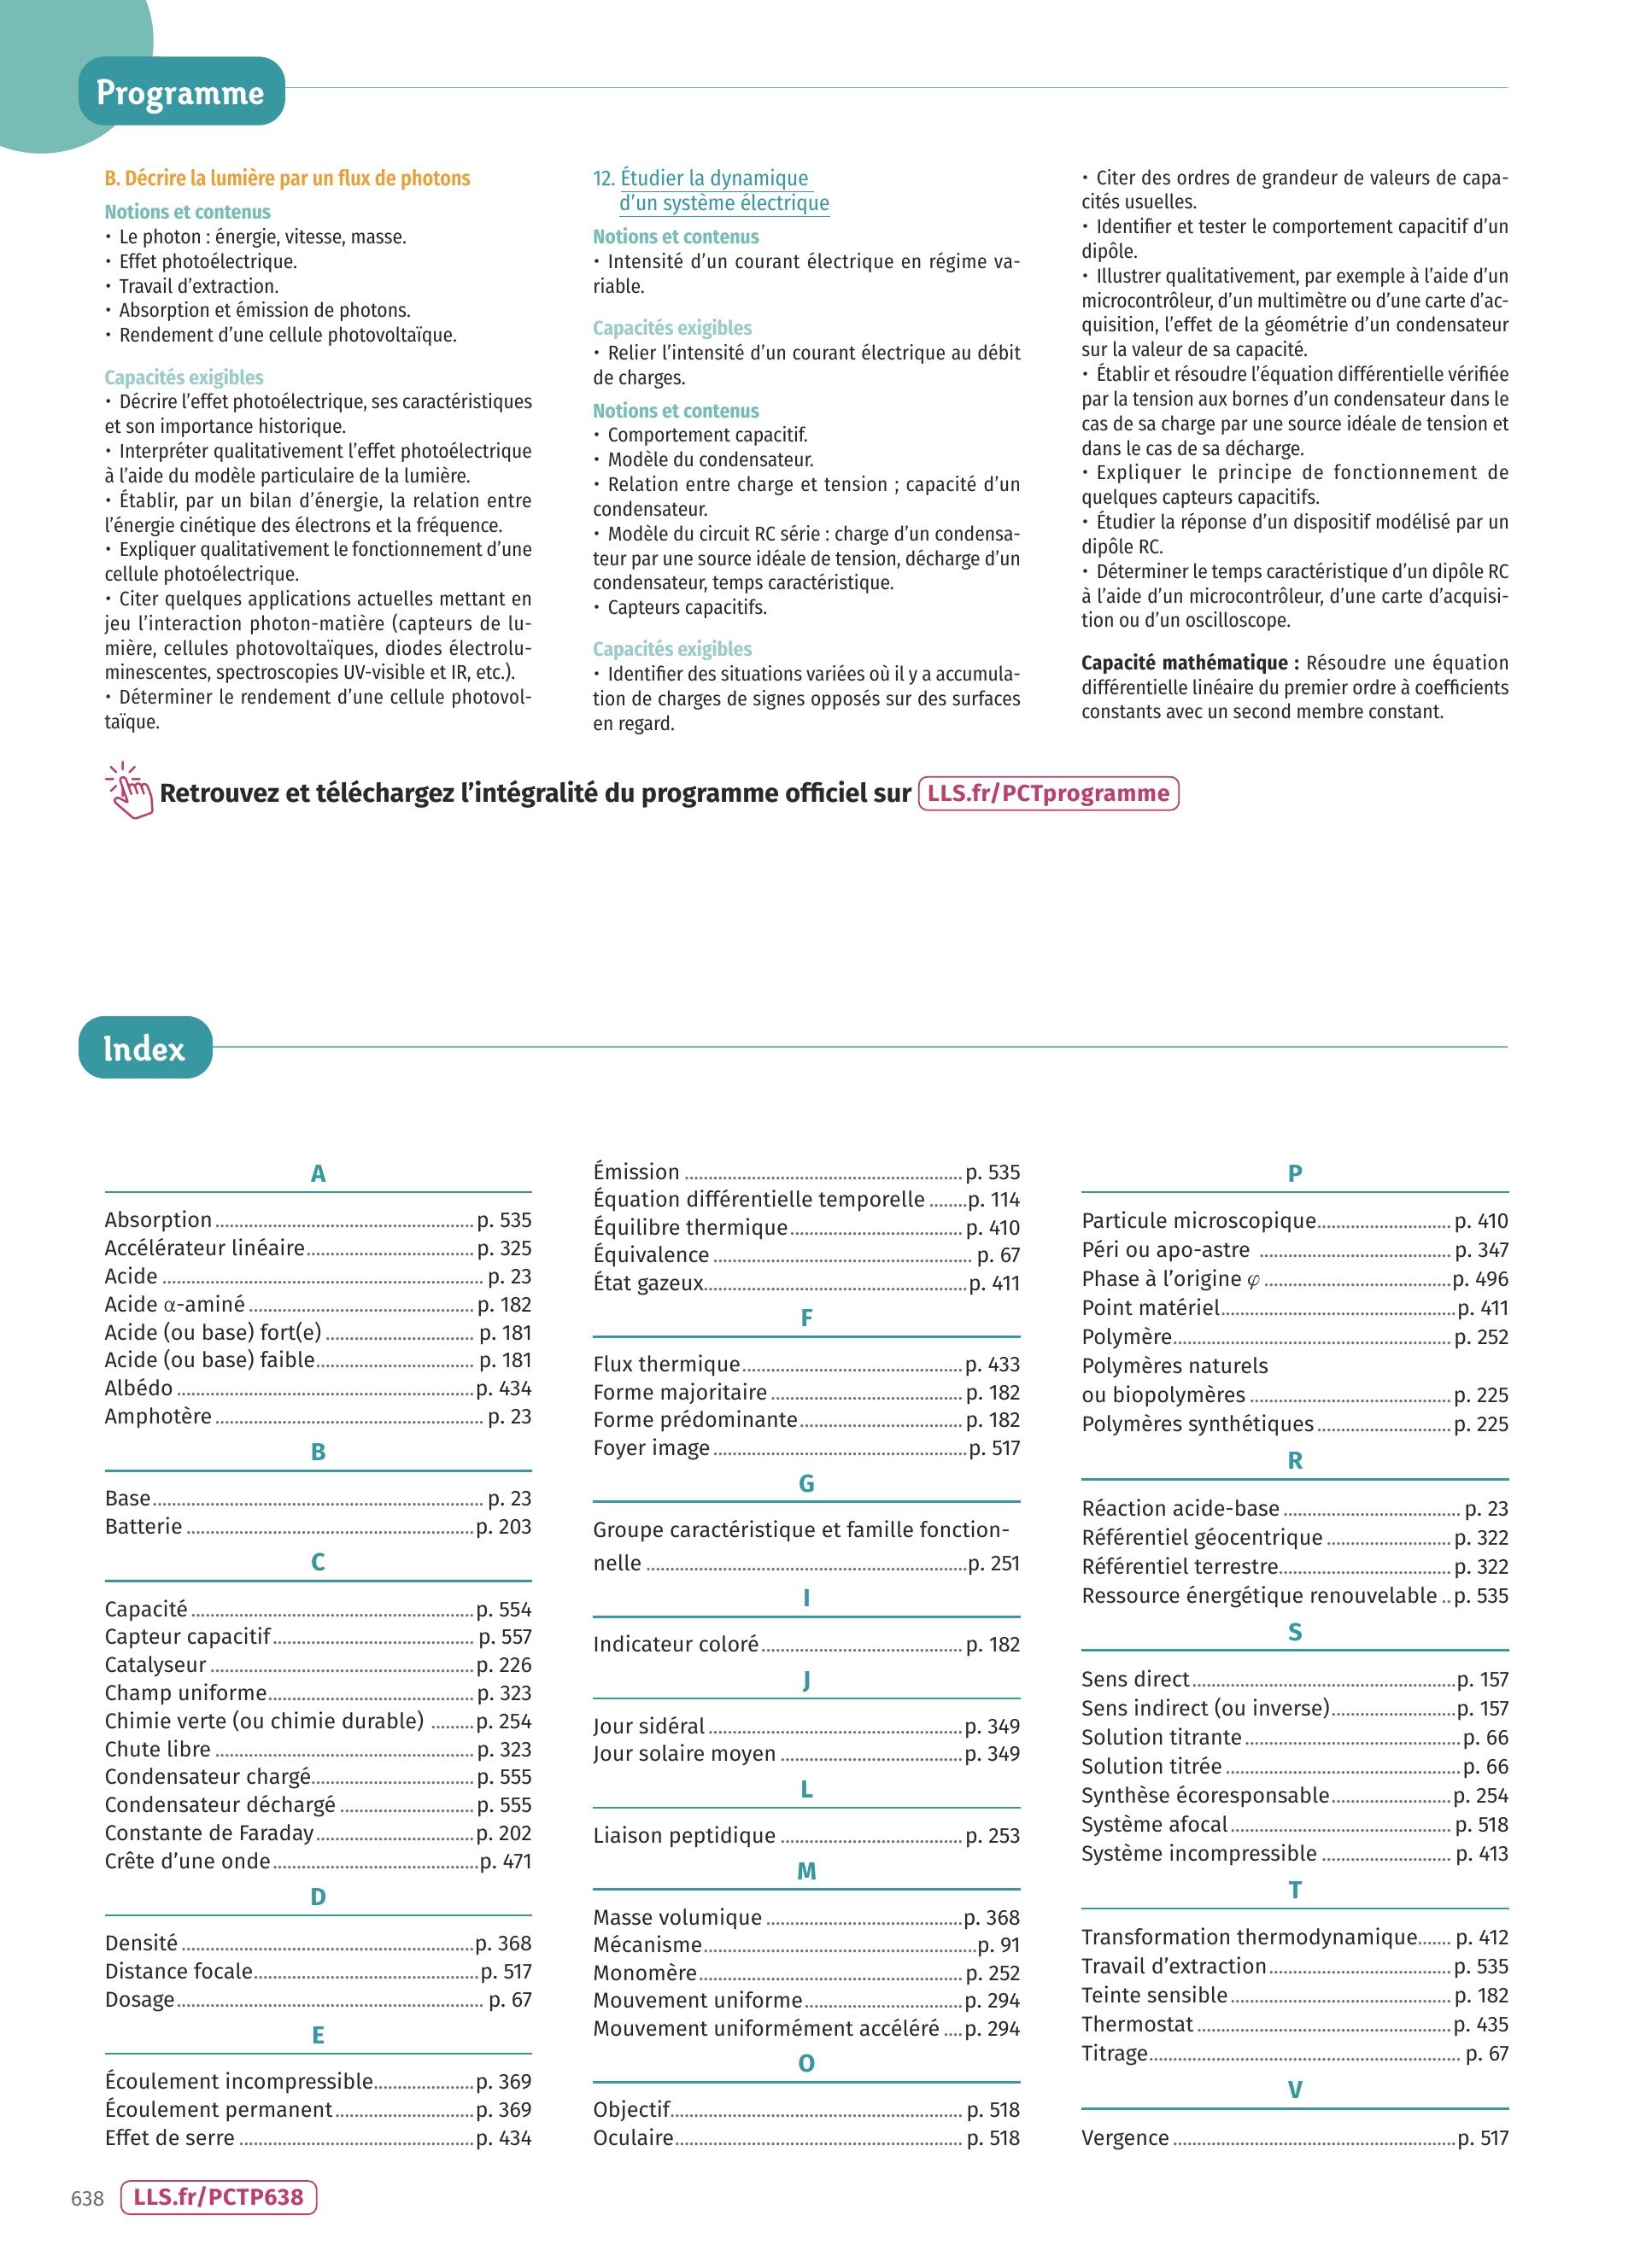 Programme
B. Décrire la lumière par un flux de photons
Notions et contenus
• Le photon : énergie, vitesse, masse.
• Effet photoélectrique.
• Travail d’extraction.
• Absorption et émission de photons.
• Rendement d’une cellule photovoltaïque.
Capacités exigibles
• Décrire l’effet photoélectrique, ses caractéristiques
et son importance historique.
• Interpréter qualitativement l’effet photoélectrique
à l’aide du modèle particulaire de la lumière.
• Établir, par un bilan d’énergie, la relation entre
l’énergie cinétique des électrons et la fréquence.
• Expliquer qualitativement le fonctionnement d’une
cellule photoélectrique.
• Citer quelques applications actuelles mettant en
jeu l’interaction photon-matière (capteurs de lu-
mière, cellules photovoltaïques, diodes électrolu-
minescentes, spectroscopies UV-visible et IR, etc.).
• Déterminer le rendement d’une cellule photovol-
taïque.
12. Étudier la dynamique
d’un système électrique
Notions et contenus
• Intensité d’un courant électrique en régime va-
riable.
Capacités exigibles
• Relier l’intensité d’un courant électrique au débit
de charges.
Notions et contenus
• Comportement capacitif.
• Modèle du condensateur.
• Relation entre charge et tension ; capacité d’un
condensateur.
• Modèle du circuit RC série : charge d’un condensa-
teur par une source idéale de tension, décharge d’un
condensateur, temps caractéristique.
• Capteurs capacitifs.
Capacités exigibles
• Identifier des situations variées où il y a accumula-
tion de charges de signes opposés sur des surfaces
en regard.
• Citer des ordres de grandeur de valeurs de capa-
cités usuelles.
• Identifier et tester le comportement capacitif d’un
dipôle.
• Illustrer qualitativement, par exemple à l’aide d’un
microcontrôleur, d’un multimètre ou d’une carte d’ac-
quisition, l’effet de la géométrie d’un condensateur
sur la valeur de sa capacité.
• Établir et résoudre l’équation différentielle vérifiée
par la tension aux bornes d’un condensateur dans le
cas de sa charge par une source idéale de tension et
dans le cas de sa décharge.
• Expliquer le principe de fonctionnement de
quelques capteurs capacitifs.
• Étudier la réponse d’un dispositif modélisé par un
dipôle RC.
• Déterminer le temps caractéristique d’un dipôle RC
à l’aide d’un microcontrôleur, d’une carte d’acquisi-
tion ou d’un oscilloscope.
Capacité mathématique : Résoudre une équation
différentielle linéaire du premier ordre à coefficients
constants avec un second membre constant.
Retrouvez et téléchargez l’intégralité du programme officiel sur LLS.fr/PCTprogramme
Index
A
Absorption p. 535
Accélérateur linéaire p. 325
Acide p. 23
Acide α-aminé p. 182
Acide (ou base) fort(e) p. 181
Acide (ou base) faible p. 181
Albédo p. 434
Amphotère p. 23
B
Base p. 23
Batterie p. 203
C
Capacité p. 554
Capteur capacitif p. 557
Catalyseur p. 226
Champ uniforme p. 323
Chimie verte (ou chimie durable) p. 254
Chute libre p. 323
Condensateur chargé p. 555
Condensateur déchargé p. 555
Constante de Faraday p. 202
Crête d’une onde p. 471
D
Densité p. 368
Distance focale p. 517
Dosage p. 67
E
Écoulement incompressible p. 369
Écoulement permanent p. 369
Effet de serre p. 434
Émission p. 535
Équation différentielle temporelle p. 114
Équilibre thermique p. 410
Équivalence p. 67
État gazeux p. 411
F
Flux thermique p. 433
Forme majoritaire p. 182
Forme prédominante p. 182
Foyer image p. 517
G
Groupe caractéristique et famille fonction-
nelle p. 251
I
Indicateur coloré p. 182
J
Jour sidéral p. 349
Jour solaire moyen p. 349
L
Liaison peptidique p. 253
M
Masse volumique p. 368
Mécanisme p. 91
Monomère p. 252
Mouvement uniforme p. 294
Mouvement uniformément accéléré p. 294
O
Objectif p. 518
Oculaire p. 518
P
Particule microscopique p. 410
Péri ou apo-astre p. 347
Phase à l’origine φ p. 496
Point matériel p. 411
Polymère p. 252
Polymères naturels
ou biopolymères p. 225
Polymères synthétiques p. 225
R
Réaction acide-base p. 23
Référentiel géocentrique p. 322
Référentiel terrestre p. 322
Ressource énergétique renouvelable p. 535
S
Sens direct p. 157
Sens indirect (ou inverse) p. 157
Solution titrante p. 66
Solution titrée p. 66
Synthèse écoresponsable p. 254
Système afocal p. 518
Système incompressible p. 413
T
Transformation thermodynamique p. 412
Travail d’extraction p. 535
Teinte sensible p. 182
Thermostat p. 435
Titrage p. 67
V
Vergence p. 517
638 LLS.fr/PCTP638